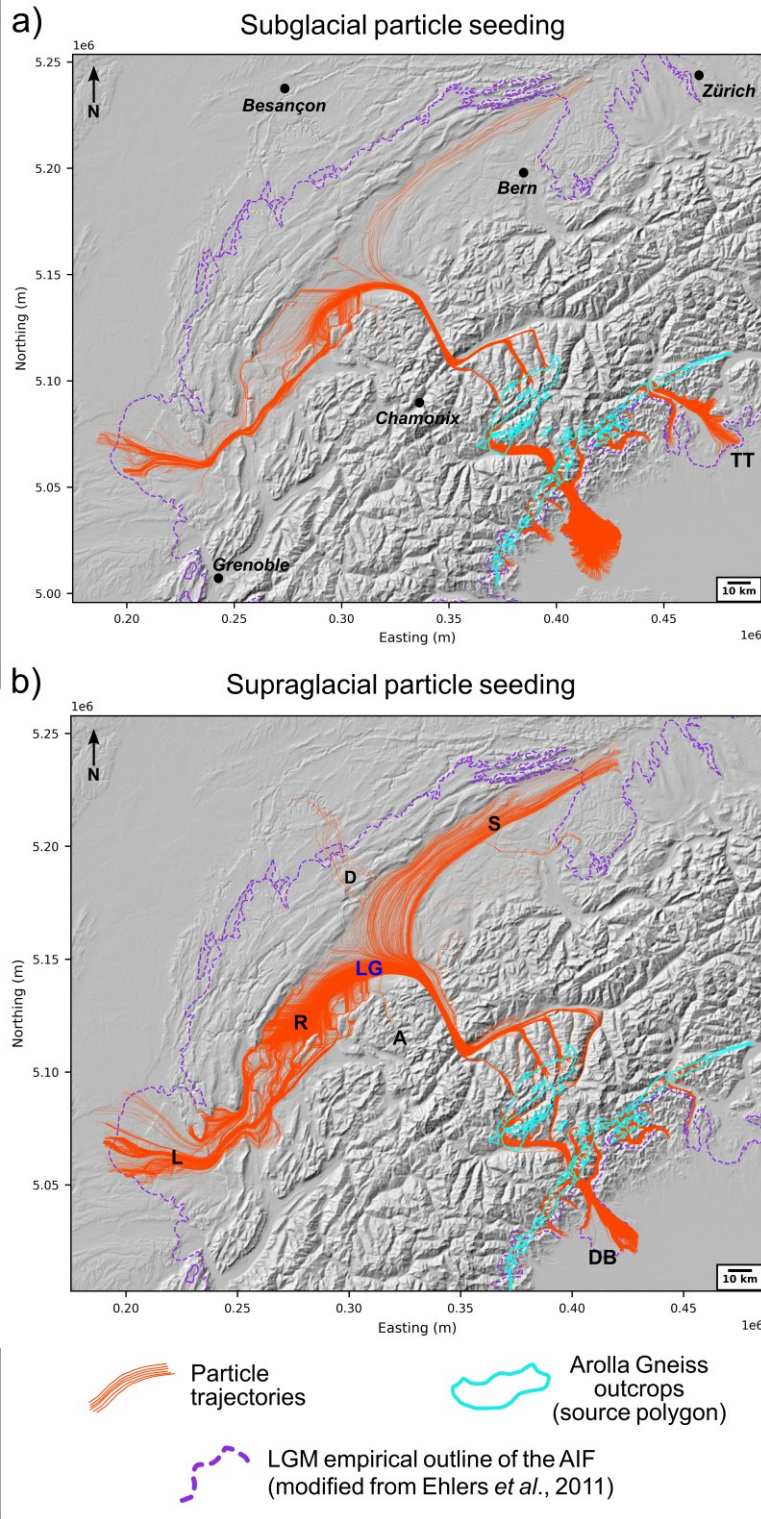 a)
Subglacial particle seeding
1e6
5.25
5.20
5.15
5.10
5.05
5.00
Northing (m)
N
Besançon
Zürich
Bern
Chamonix
TT
Grenoble
10 km
0.20 0.25 0.30 0.35 0.40 0.45
Easting (m)
1e6
b)
Supraglacial particle seeding
1e6
5.25
5.20
5.15
5.10
5.05
Northing (m)
N
S
D
LG
R
A
L
DB
10 km
0.20 0.25 0.30 0.35 0.40 0.45
Easting (m)
1e6
Particle
trajectories
Arolla Gneiss
outcrops
(source polygon)
LGM empirical outline of the AIF
(modified from Ehlers et al., 2011)